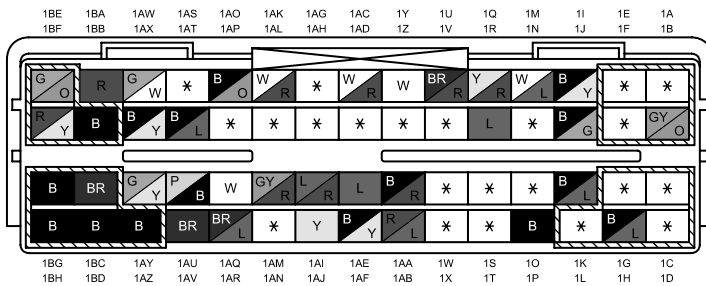 1BE 1BA 1AW 1AS 1AO 1AK 1AG 1AC 1Y 1U 1Q 1M 1I 1E 1A
1BF 1BB 1AX 1AT 1AP 1AL 1AH 1AD 1Z 1V 1R 1N 1J 1F 1B
G O R G W * B O W R * W R W BR R Y R W L B Y * *
R Y B B Y B L * * * * * * L * B G * GY O
B BR G Y P B W GY R L R L B R * * * B L * *
B B B BR BR L * Y B Y R L * * B * B L *
1BG 1BC 1AY 1AU 1AQ 1AM 1AI 1AE 1AA 1W 1S 1O 1K 1G 1C
1BH 1BD 1AZ 1AV 1AR 1AN 1AJ 1AF 1AB 1X 1T 1P 1L 1H 1D